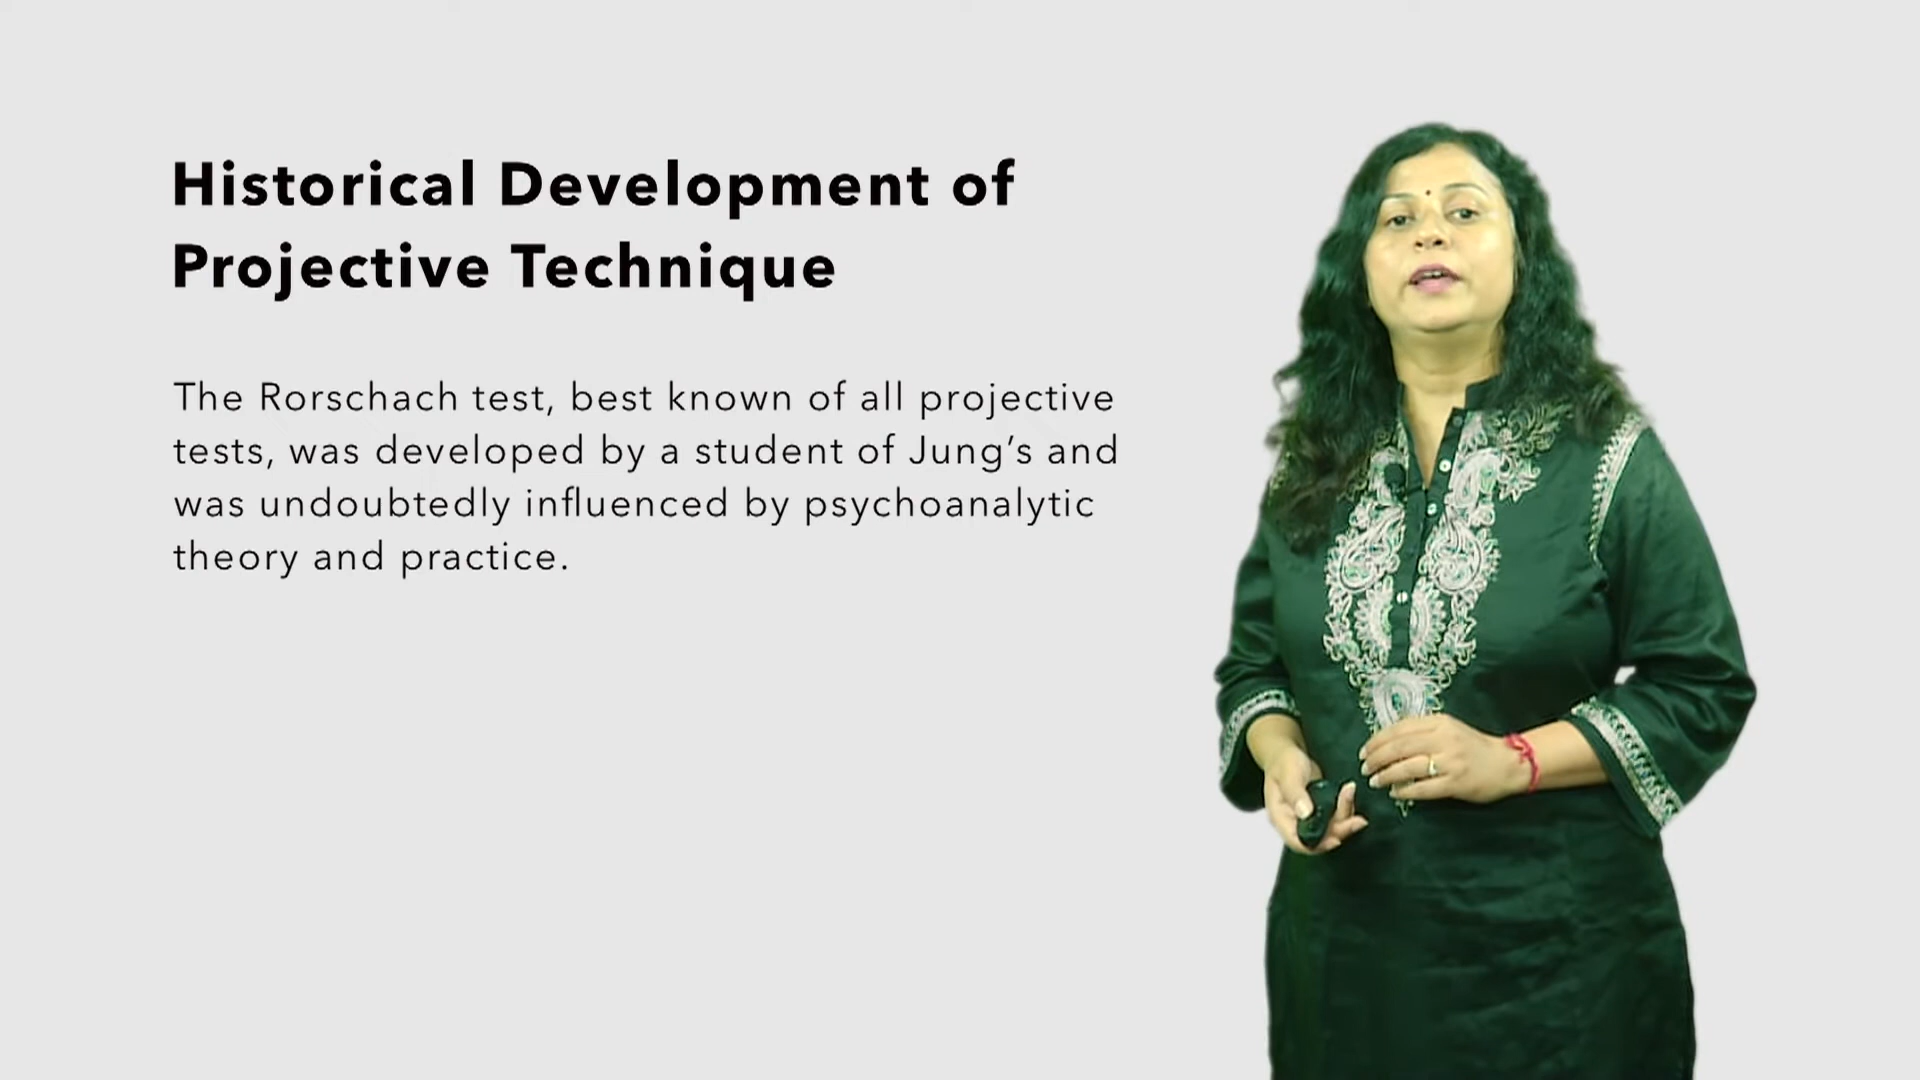 Historical Development of
Projective Technique
The Rorschach test, best known of all projective
tests, was developed by a student of Jung’s and
was undoubtedly influenced by psychoanalytic
theory and practice.